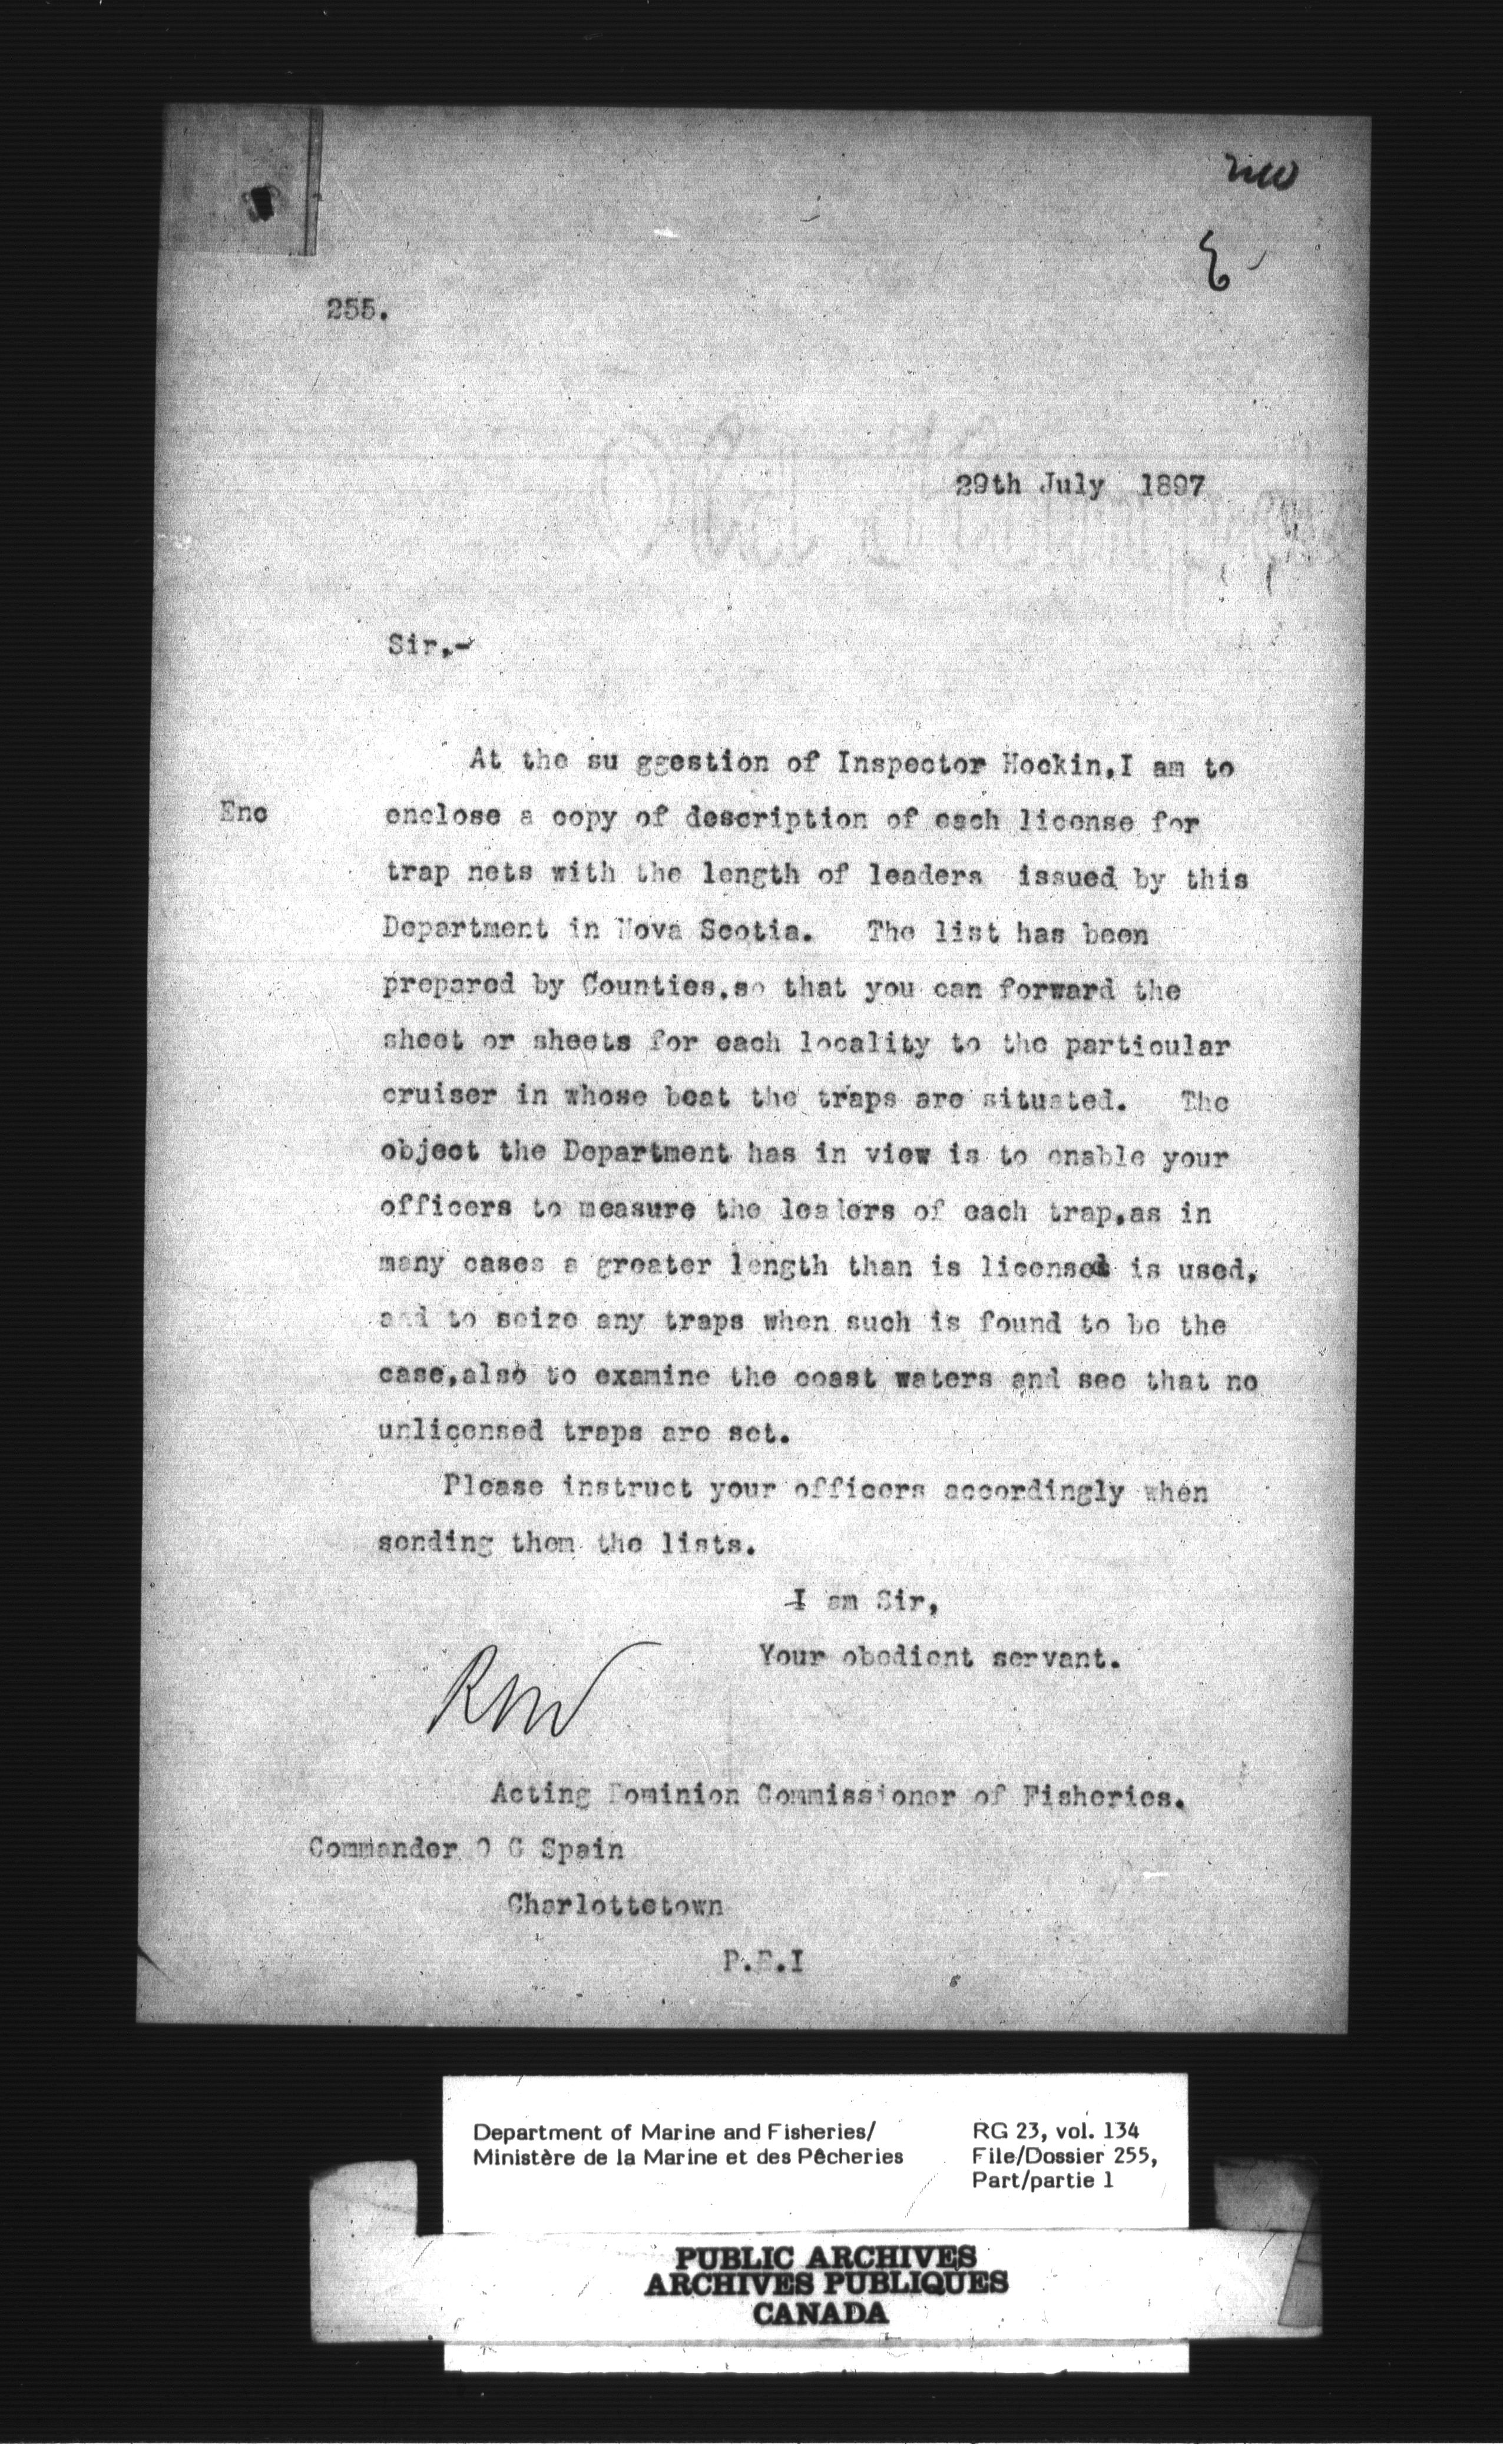 255.
29th July 1897
Sir,-
At the su ggestion of Inspector Hockin,I am to
Enc
enclose a copy of description of each license for
trap nets with the length of leaders issued by this
Department in Nova Scotia. The list has been
prepared by Counties,so that you can forward the
sheet or sheets for each locality to the particular
cruiser in whose beat the traps are situated. The
object the Department has in view is to enable your
officers to measure the leaders of each trap,as in
many cases a greater length than is licensed is used,
and to seize any traps when such is found to be the
case,also to examine the coast waters and see that no
unlicensed traps are set.
Please instruct your officers accordingly when
sending them the lists.
I am Sir,
Your obedient servant.
Acting Dominion Commissioner of Fisheries.
Commander O G Spain
Charlottetown
P.E.I
Department of Marine and Fisheries/
Ministère de la Marine et des Pêcheries
RG 23, vol. 134
File/Dossier 255,
Part/partie 1
PUBLIC ARCHIVES
ARCHIVES PUBLIQUES
CANADA